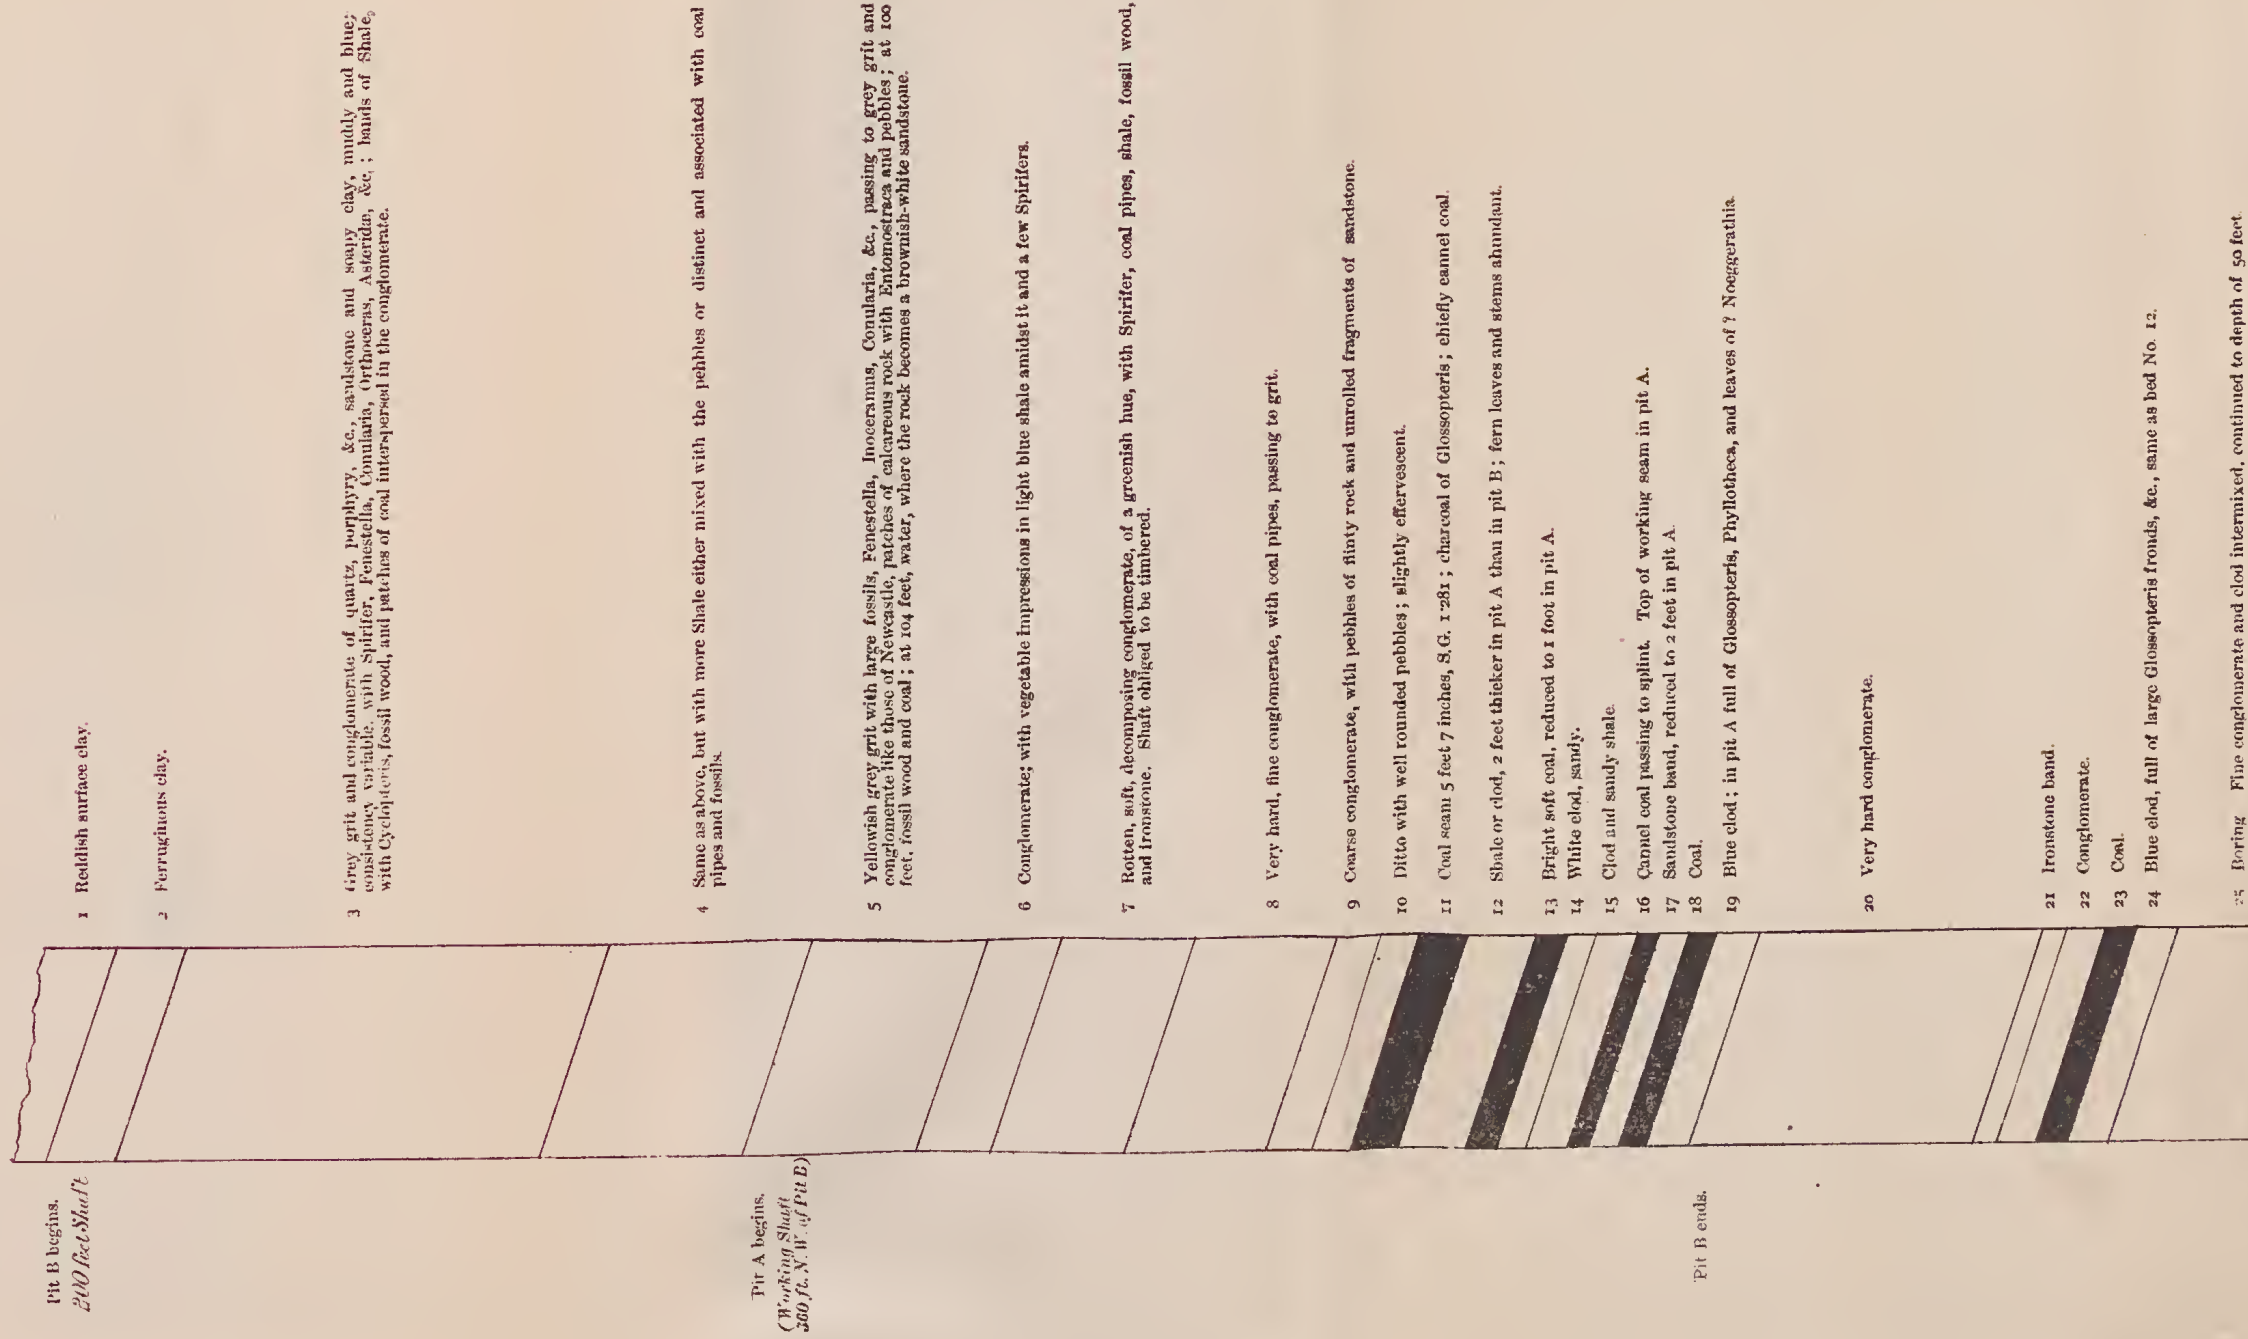 Pit B begins.
200 feet Shaft
Pit A begins.
(Working Shaft
360 ft. N.W. of Pit B)
Pit B ends.
1 Reddish surface clay.
2 Ferruginous clay.
3 Grey grit and conglomerate of quartz, porphyry, &c., sandstone and soapy clay, muddy and blue;
consistency variable, with Spirifer, Fenestella, Conularia, Orthoceras, Asteridæ, &c.; bands of Shale,
with Cyclopteris, fossil wood, and patches of coal interspersed in the conglomerate.
4 Same as above, but with more Shale either mixed with the pebbles or distinct and associated with coal
pipes and fossils.
5 Yellowish grey grit with large fossils, Fenestella, Inoceramus, Conularia, &c., passing to grey grit and
conglomerate like those of Newcastle, patches of calcareous rock with Entomostraca and pebbles; at 100
feet, fossil wood and coal; at 104 feet, water, where the rock becomes a brownish-white sandstone.
6 Conglomerate; with vegetable impressions in light blue shale amidst it and a few Spirifers.
7 Rotten, soft, decomposing conglomerate, of a greenish hue, with Spirifer, coal pipes, shale, fossil wood,
and ironstone. Shaft obliged to be timbered.
8 Very hard, fine conglomerate, with coal pipes, passing to grit.
9 Coarse conglomerate, with pebbles of flinty rock and unrolled fragments of sandstone.
10 Ditto with well rounded pebbles; slightly effervescent.
11 Coal seam 5 feet 7 inches, S.G. 1·281; charcoal of Glossopteris; chiefly cannel coal.
12 Shale or clod, 2 feet thicker in pit A than in pit B; fern leaves and stems abundant.
13 Bright soft coal, reduced to 1 foot in pit A.
14 White clod, sandy.
15 Clod and sandy shale.
16 Cannel coal passing to splint. Top of working seam in pit A.
17 Sandstone band, reduced to 2 feet in pit A.
18 Coal.
19 Blue clod; in pit A full of Glossopteris, Phyllotheca, and leaves of ? Noeggerathia.
20 Very hard conglomerate.
21 Ironstone band.
22 Conglomerate.
23 Coal.
24 Blue clod, full of large Glossopteris fronds, &c., same as bed No. 12.
25 Boring Fine conglomerate and clod intermixed, continued to depth of 50 feet.